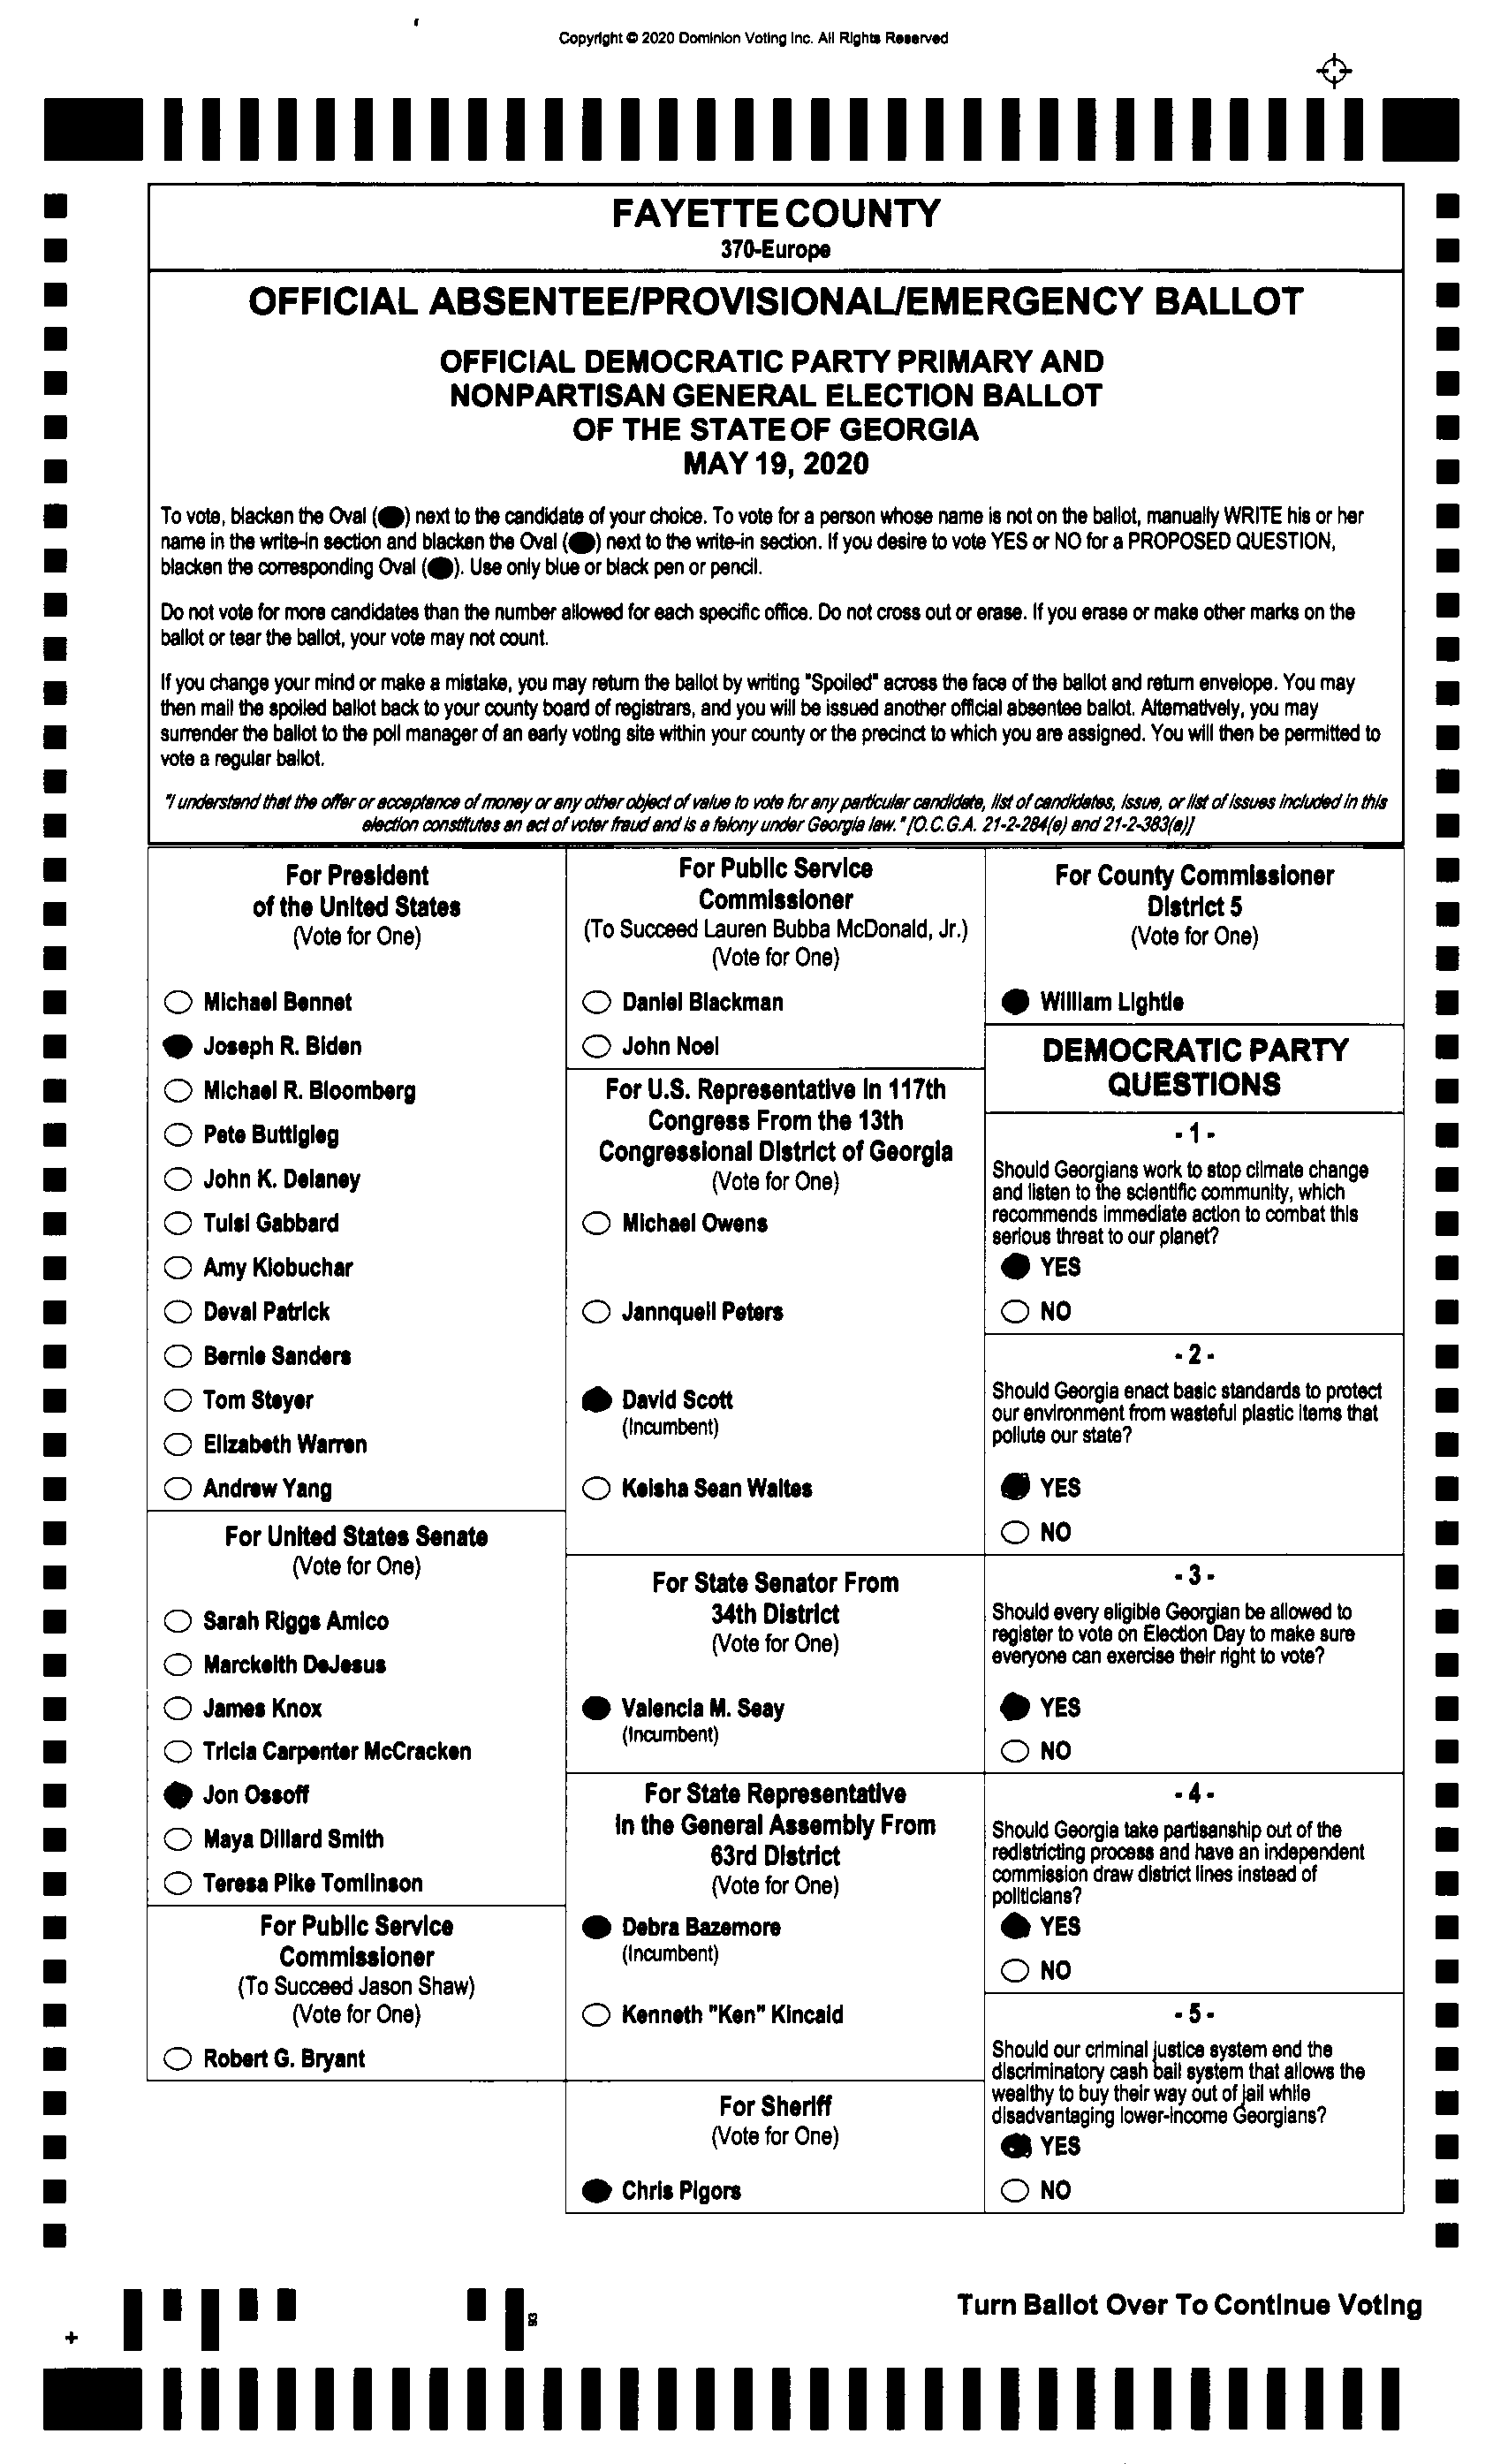 Copyright © 2020 Dominion Voting Inc. All Rights Reserved
FAYETTE COUNTY
370-Europe
OFFICIAL ABSENTEE/PROVISIONAL/EMERGENCY BALLOT
OFFICIAL DEMOCRATIC PARTY PRIMARY AND
NONPARTISAN GENERAL ELECTION BALLOT
OF THE STATE OF GEORGIA
MAY 19, 2020
To vote, blacken the Oval (⬤) next to the candidate of your choice. To vote for a person whose name is not on the ballot, manually WRITE his or her
name in the write-in section and blacken the Oval (⬤) next to the write-in section. If you desire to vote YES or NO for a PROPOSED QUESTION,
blacken the corresponding Oval (⬤). Use only blue or black pen or pencil.
Do not vote for more candidates than the number allowed for each specific office. Do not cross out or erase. If you erase or make other marks on the
ballot or tear the ballot, your vote may not count.
If you change your mind or make a mistake, you may return the ballot by writing "Spoiled" across the face of the ballot and return envelope. You may
then mail the spoiled ballot back to your county board of registrars, and you will be issued another official absentee ballot. Alternatively, you may
surrender the ballot to the poll manager of an early voting site within your county or the precinct to which you are assigned. You will then be permitted to
vote a regular ballot.
"I understand that the offer or acceptance of money or any other object of value to vote for any particular candidate, list of candidates, issue, or list of issues included in this
election constitutes an act of voter fraud and is a felony under Georgia law." [O.C.G.A. 21-2-284(e) and 21-2-383(a)]
For President
of the United States
(Vote for One)
Michael Bennet
Joseph R. Biden
Michael R. Bloomberg
Pete Buttigieg
John K. Delaney
Tulsi Gabbard
Amy Klobuchar
Deval Patrick
Bernie Sanders
Tom Steyer
Elizabeth Warren
Andrew Yang
For United States Senate
(Vote for One)
Sarah Riggs Amico
Marckeith DeJesus
James Knox
Tricia Carpenter McCracken
Jon Ossoff
Maya Dillard Smith
Teresa Pike Tomlinson
For Public Service
Commissioner
(To Succeed Jason Shaw)
(Vote for One)
Robert G. Bryant
For Public Service
Commissioner
(To Succeed Lauren Bubba McDonald, Jr.)
(Vote for One)
Daniel Blackman
John Noel
For U.S. Representative in 117th
Congress From the 13th
Congressional District of Georgia
(Vote for One)
Michael Owens
Jannquell Peters
David Scott
(Incumbent)
Keisha Sean Waites
For State Senator From
34th District
(Vote for One)
Valencia M. Seay
(Incumbent)
For State Representative
in the General Assembly From
63rd District
(Vote for One)
Debra Bazemore
(Incumbent)
Kenneth "Ken" Kincaid
For Sheriff
(Vote for One)
Chris Pigors
For County Commissioner
District 5
(Vote for One)
William Lightle
DEMOCRATIC PARTY
QUESTIONS
- 1 -
Should Georgians work to stop climate change
and listen to the scientific community, which
recommends immediate action to combat this
serious threat to our planet?
YES
NO
- 2 -
Should Georgia enact basic standards to protect
our environment from wasteful plastic items that
pollute our state?
YES
NO
- 3 -
Should every eligible Georgian be allowed to
register to vote on Election Day to make sure
everyone can exercise their right to vote?
YES
NO
- 4 -
Should Georgia take partisanship out of the
redistricting process and have an independent
commission draw district lines instead of
politicians?
YES
NO
- 5 -
Should our criminal justice system end the
discriminatory cash bail system that allows the
wealthy to buy their way out of jail while
disadvantaging lower-income Georgians?
YES
NO
Turn Ballot Over To Continue Voting
93